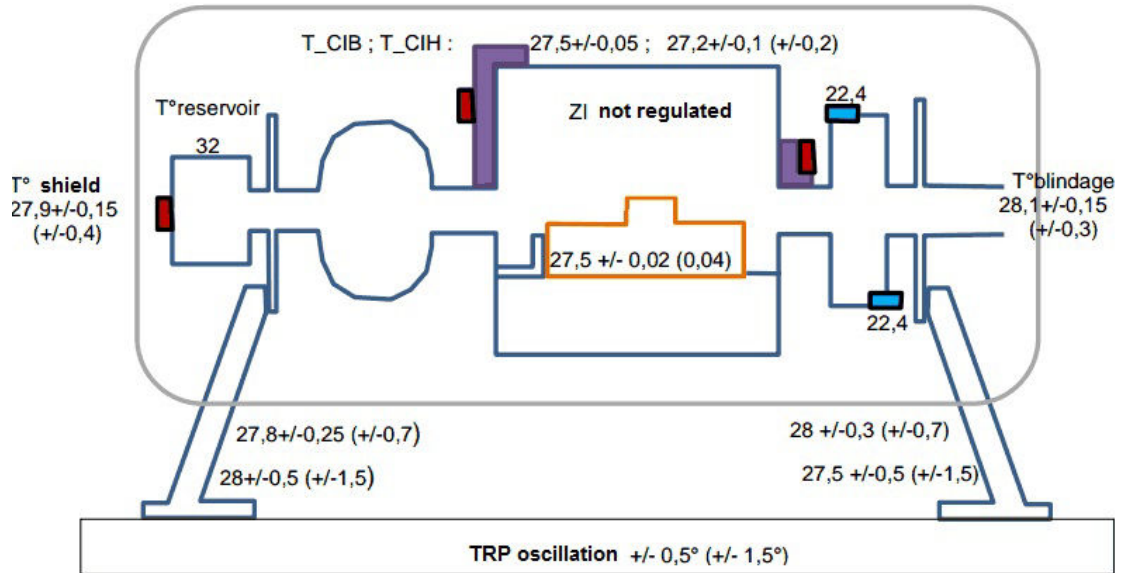 T_CIB ; T_CIH : 27,5+/-0,05 ; 27,2+/-0,1 (+/-0,2)
22,4
T°reservoir
ZI not regulated
32
T° shield
27,9+/-0,15
(+/-0,4)
T°blindage
28,1+/-0,15
(+/-0,3)
27,5 +/- 0,02 (0,04)
22,4
27,8+/-0,25 (+/-0,7)
28 +/-0,3 (+/-0,7)
28+/-0,5 (+/-1,5)
27,5 +/-0,5 (+/-1,5)
TRP oscillation +/- 0,5° (+/- 1,5°)